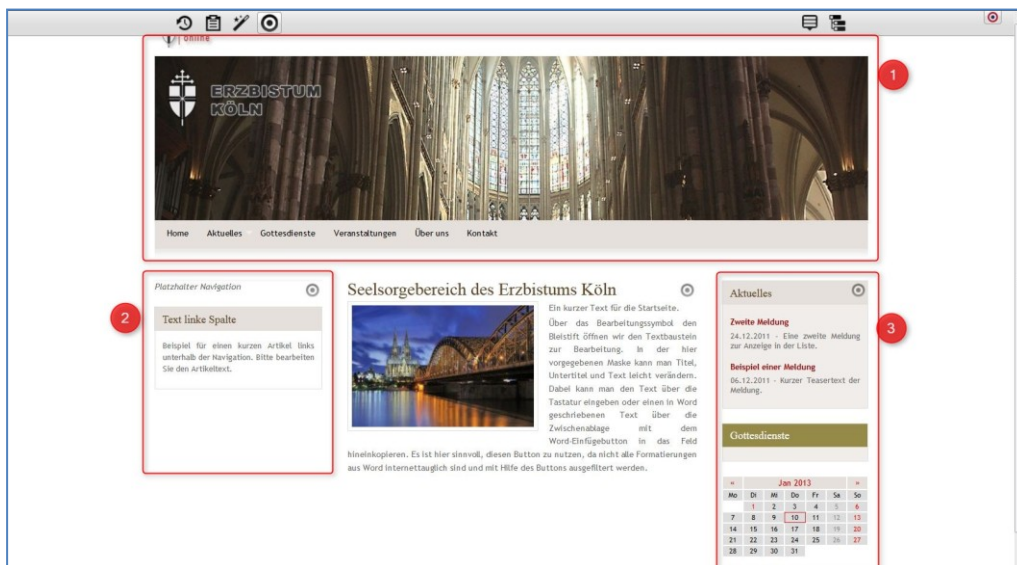 online
1
ERZBISTUM
KÖLN
Home Aktuelles Gottesdienste Veranstaltungen Über uns Kontakt
2
Platzhalter Navigation
Text linke Spalte
Beispiel für einen kurzen Artikel links
unterhalb der Navigation. Bitte bearbeiten
Sie den Artikeltext.
Seelsorgebereich des Erzbistums Köln
Ein kurzer Text für die Startseite.
Über das Bearbeitungssymbol den
Bleistift öffnen wir den Textbaustein
zur Bearbeitung. In der hier
vorgegebenen Maske kann man Titel,
Untertitel und Text leicht verändern.
Dabei kann man den Text über die
Tastatur eingeben oder einen in Word
geschriebenen Text über die
Zwischenablage mit dem
Word-Einfügebutton in das Feld
hineinkopieren. Es ist hier sinnvoll, diesen Button zu nutzen, da nicht alle Formatierungen
aus Word internettauglich sind und mit Hilfe des Buttons ausgefiltert werden.
3
Aktuelles
Zweite Meldung
24.12.2011 - Eine zweite Meldung
zur Anzeige in der Liste.
Beispiel einer Meldung
06.12.2011 - Kurzer Teasertext der
Meldung.
Gottesdienste
« Jan 2013 »
Mo Di Mi Do Fr Sa So
1 2 3 4 5 6
7 8 9 10 11 12 13
14 15 16 17 18 19 20
21 22 23 24 25 26 27
28 29 30 31